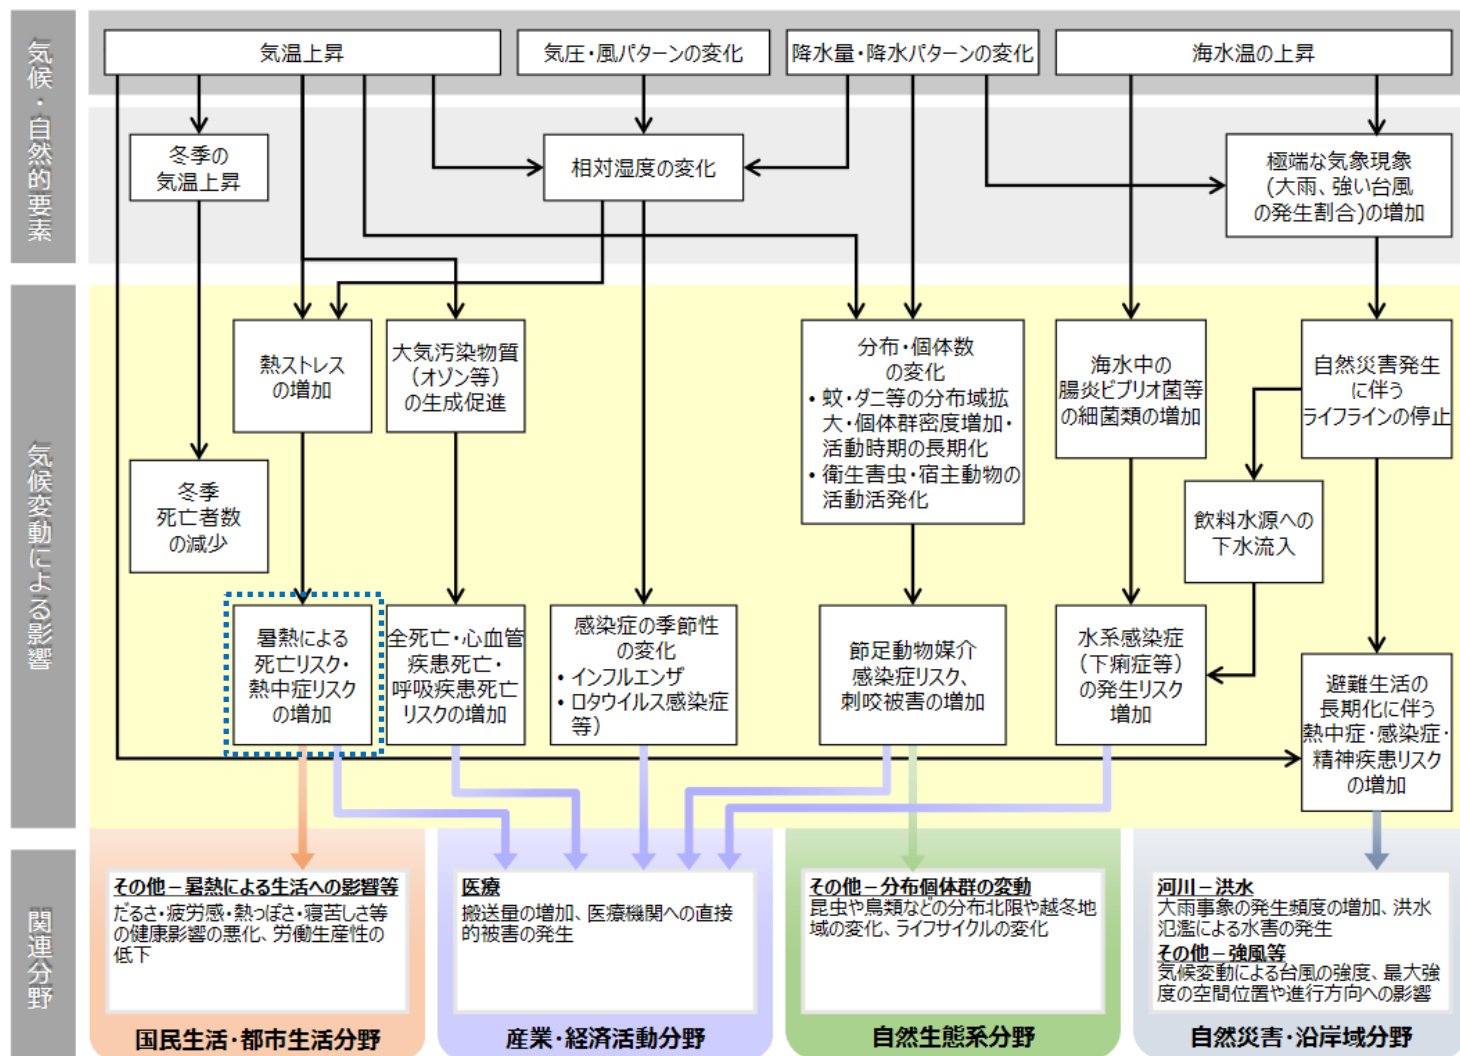 気候・自然的要素
気温上昇
気圧・風パターンの変化
降水量・降水パターンの変化
海水温の上昇
冬季の
気温上昇
相対湿度の変化
極端な気象現象
(大雨、強い台風
の発生割合)の増加
気候変動による影響
熱ストレス
の増加
大気汚染物質
(オゾン等)
の生成促進
分布・個体数
の変化
• 蚊・ダニ等の分布域拡
大・個体群密度増加・
活動時期の長期化
• 衛生害虫・宿主動物の
活動活発化
海水中の
腸炎ビブリオ菌等
の細菌類の増加
自然災害発生
に伴う
ライフラインの停止
冬季
死亡者数
の減少
飲料水源への
下水流入
暑熱による
死亡リスク・
熱中症リスク
の増加
全死亡・心血管
疾患死亡・
呼吸疾患死亡
リスクの増加
感染症の季節性
の変化
• インフルエンザ
• ロタウイルス感染症
等)
節足動物媒介
感染症リスク、
刺咬被害の増加
水系感染症
(下痢症等)
の発生リスク
増加
避難生活の
長期化に伴う
熱中症・感染症・
精神疾患リスク
の増加
関連分野
その他－暑熱による生活への影響等
だるさ・疲労感・熱っぽさ・寝苦しさ等
の健康影響の悪化、労働生産性の
低下
国民生活・都市生活分野
医療
搬送量の増加、医療機関への直接
的被害の発生
産業・経済活動分野
その他－分布個体群の変動
昆虫や鳥類などの分布北限や越冬地
域の変化、ライフサイクルの変化
自然生態系分野
河川－洪水
大雨事象の発生頻度の増加、洪水
氾濫による水害の発生
その他－強風等
気候変動による台風の強度、最大強
度の空間位置や進行方向への影響
自然災害・沿岸域分野